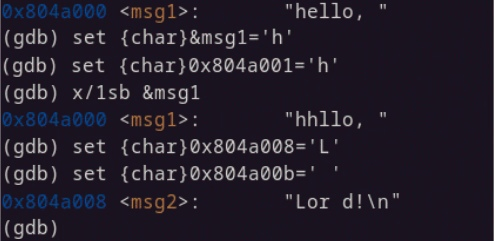 0x804a000 <msg1>:      "hello, "
(gdb) set {char}&msg1='h'
(gdb) set {char}0x804a001='h'
(gdb) x/1sb &msg1
0x804a000 <msg1>:      "hhllo, "
(gdb) set {char}0x804a008='L'
(gdb) set {char}0x804a00b=' '
0x804a008 <msg2>:      "Lor d!\n"
(gdb)